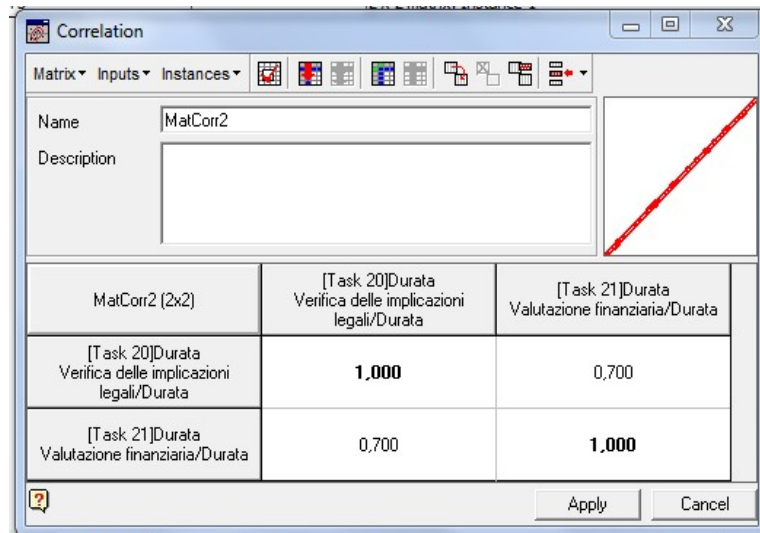 Correlation
Matrix Inputs Instances
Name
MatCorr2
Description
MatCorr2 (2x2)
[Task 20]Durata
Verifica delle implicazioni
legali/Durata
[Task 21]Durata
Valutazione finanziaria/Durata
[Task 20]Durata
Verifica delle implicazioni
legali/Durata
1,000
0,700
[Task 21]Durata
Valutazione finanziaria/Durata
0,700
1,000
Apply
Cancel